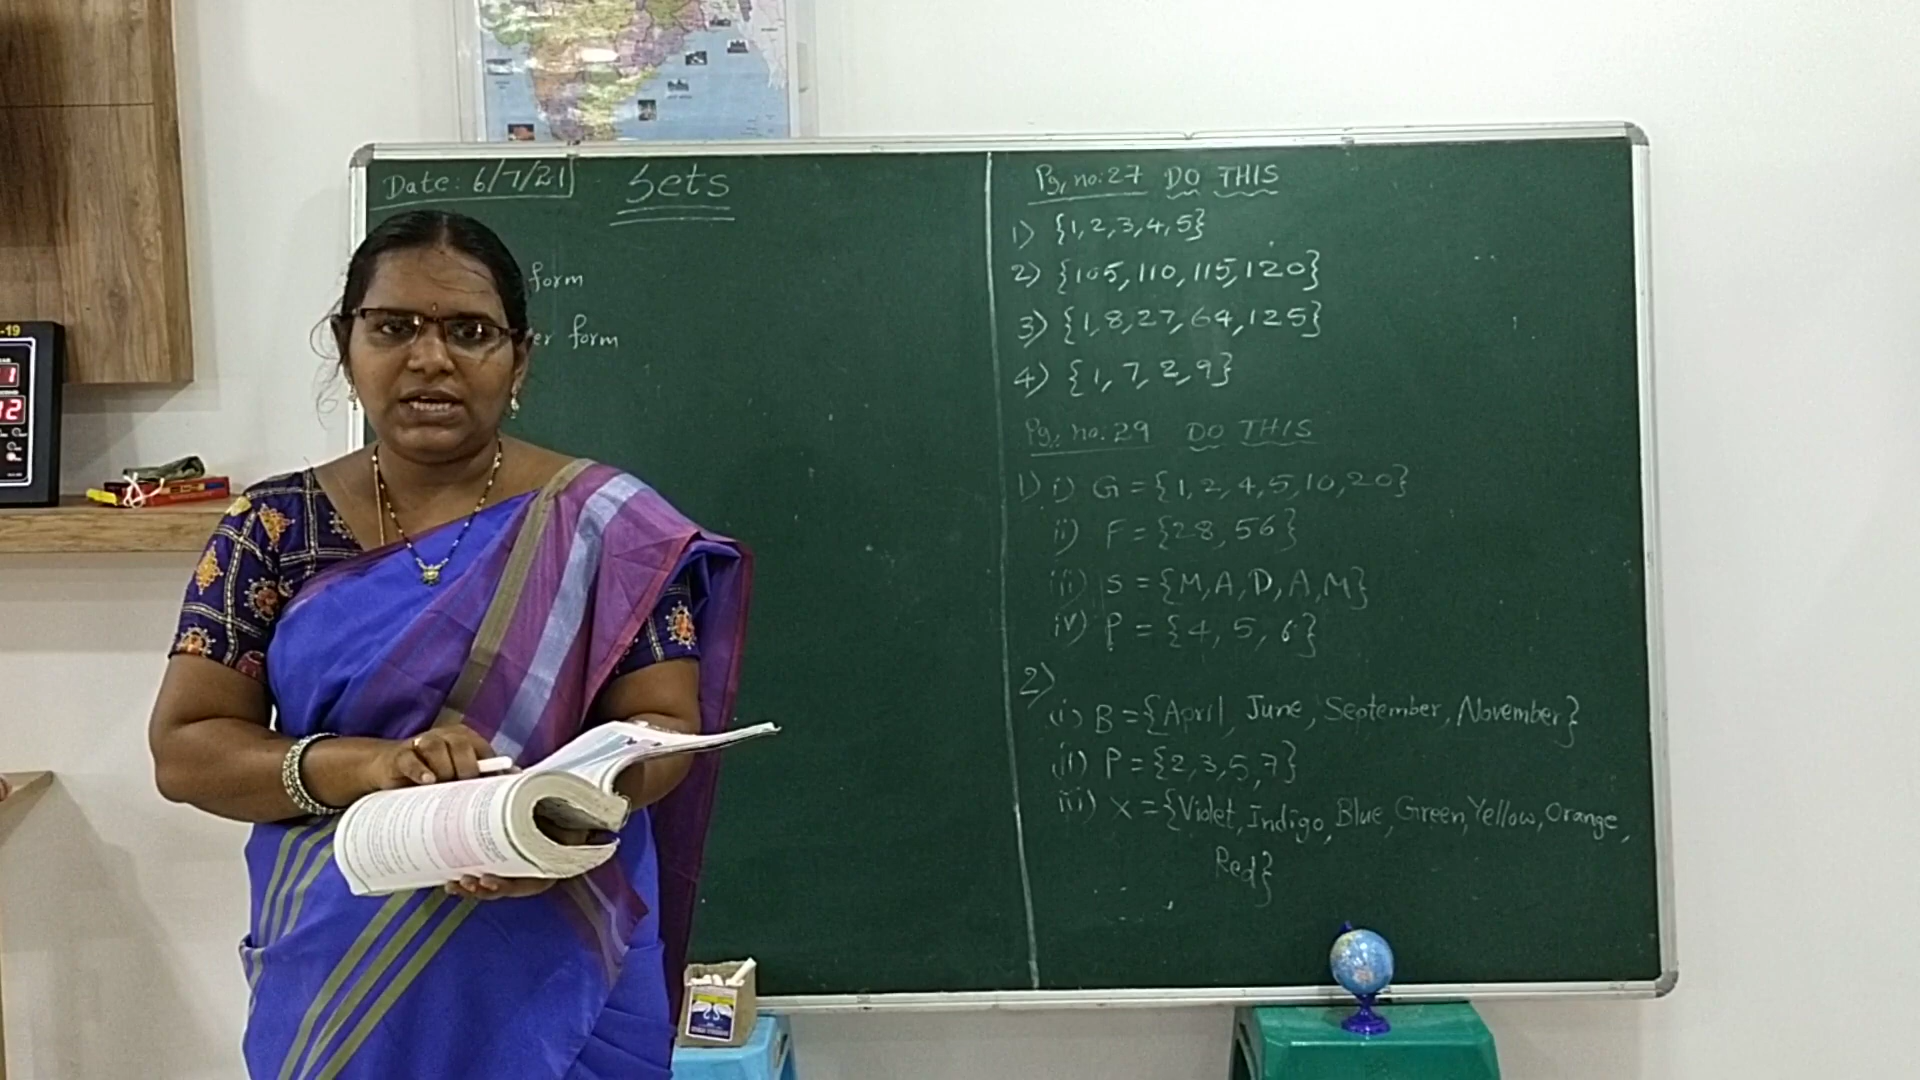 Date: 6/7/21
Sets
form
er form
Pg. no: 27 DO THIS
1) {1, 2, 3, 4, 5}
2) {105, 110, 115, 120}
3) {1, 8, 27, 64, 125}
4) {1, 7, 2, 9}
Pg. no: 29 DO THIS
1) i) G = {1, 2, 4, 5, 10, 20}
ii) F = {28, 56}
iii) S = {M, A, D, A, M}
iv) P = {4, 5, 6}
2)
(i) B = {April, June, September, November}
ii) P = {2, 3, 5, 7}
iii) X = {Violet, Indigo, Blue, Green, Yellow, Orange,
Red}
-19
1
12